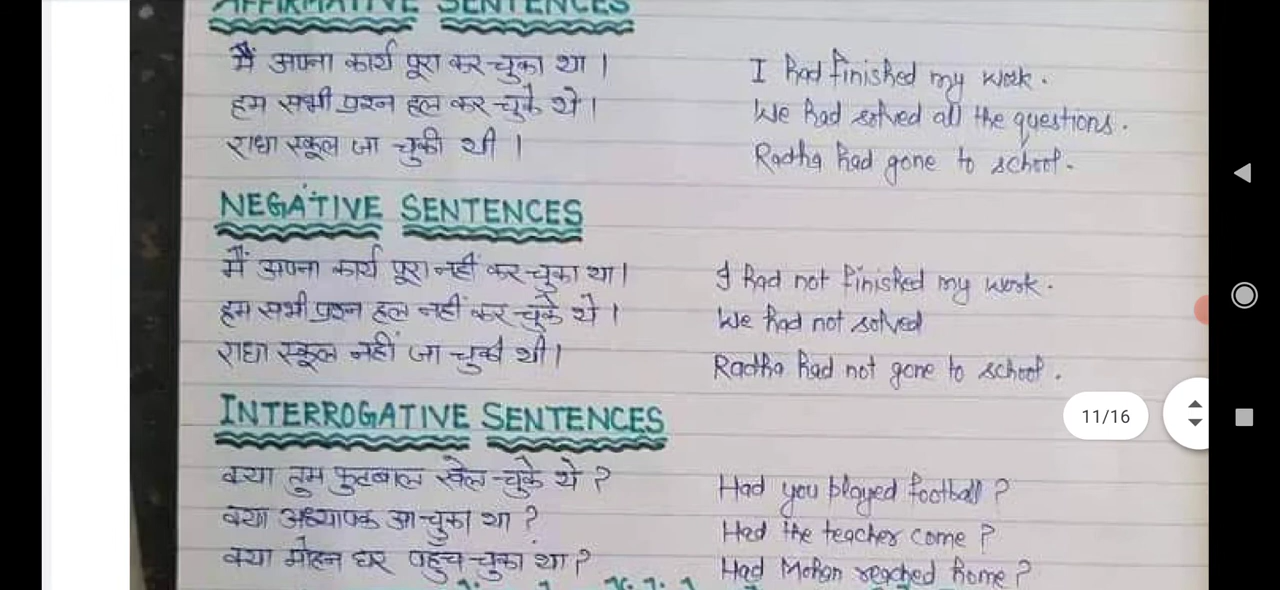 AFFIRMATIVE SENTENCES
मैं अपना कार्य पूरा कर चुका था। I had finished my work.
हम सभी प्रश्न हल कर चुके थे। We had solved all the questions.
राधा स्कूल जा चुकी थी। Radha had gone to school.
NEGATIVE SENTENCES
मैं अपना कार्य पूरा नहीं कर चुका था। I had not finished my work.
हम सभी प्रश्न हल नहीं कर चुके थे। We had not solved
राधा स्कूल नहीं जा चुकी थी। Radha had not gone to school.
11/16
INTERROGATIVE SENTENCES
क्या तुम फुटबाल खेल चुके थे? Had you played football?
क्या अध्यापक आ चुका था? Had the teacher come?
क्या मोहन घर पहुँच चुका था? Had Mohan reached home?